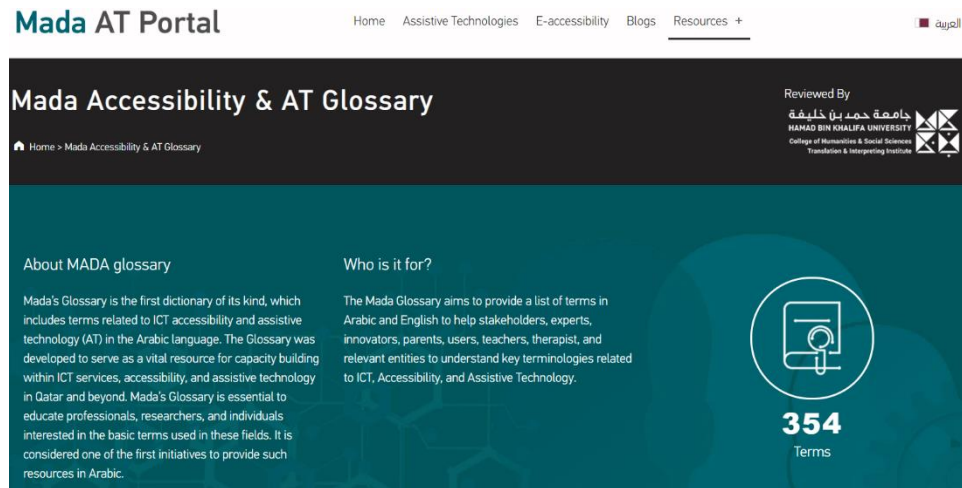 Mada AT Portal
Home Assistive Technologies E-accessibility Blogs Resources +
العربية
Mada Accessibility & AT Glossary
Home > Mada Accessibility & AT Glossary
Reviewed By
جامعة حمد بن خليفة
HAMAD BIN KHALIFA UNIVERSITY
College of Humanities & Social Sciences
Translation & Interpreting Institute
About MADA glossary
Mada's Glossary is the first dictionary of its kind, which
includes terms related to ICT accessibility and assistive
technology (AT) in the Arabic language. The Glossary was
developed to serve as a vital resource for capacity building
within ICT services, accessibility, and assistive technology
in Qatar and beyond. Mada's Glossary is essential to
educate professionals, researchers, and individuals
interested in the basic terms used in these fields. It is
considered one of the first initiatives to provide such
resources in Arabic.
Who is it for?
The Mada Glossary aims to provide a list of terms in
Arabic and English to help stakeholders, experts,
innovators, parents, users, teachers, therapist, and
relevant entities to understand key terminologies related
to ICT, Accessibility, and Assistive Technology.
354
Terms